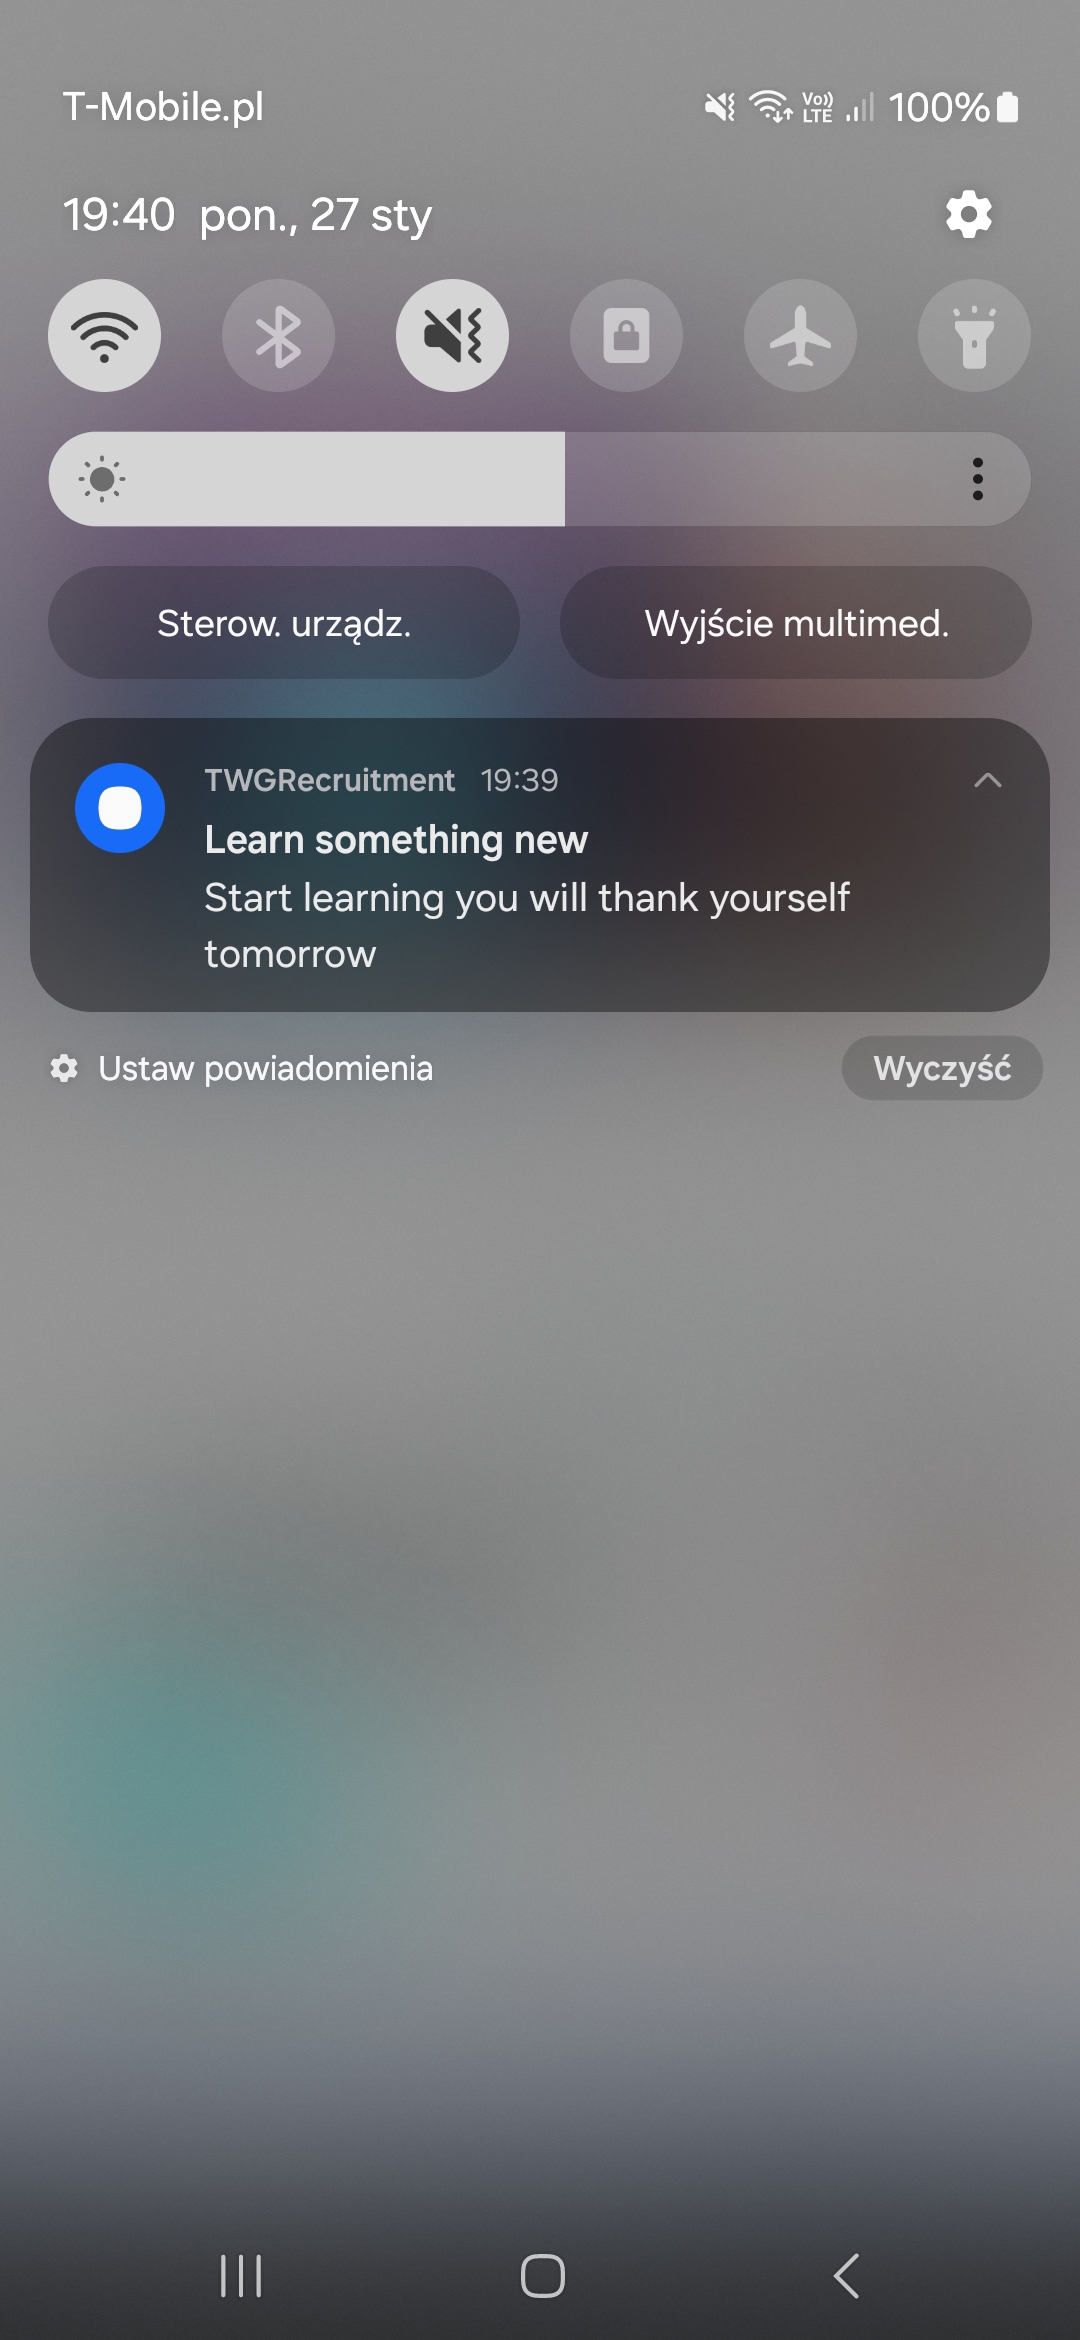 T-Mobile.pl Vo)) LTE 100%
19:40 pon., 27 sty
Sterow. urządz. Wyjście multimed.
TWGRecruitment 19:39
Learn something new
Start learning you will thank yourself
tomorrow
Ustaw powiadomienia Wyczyść